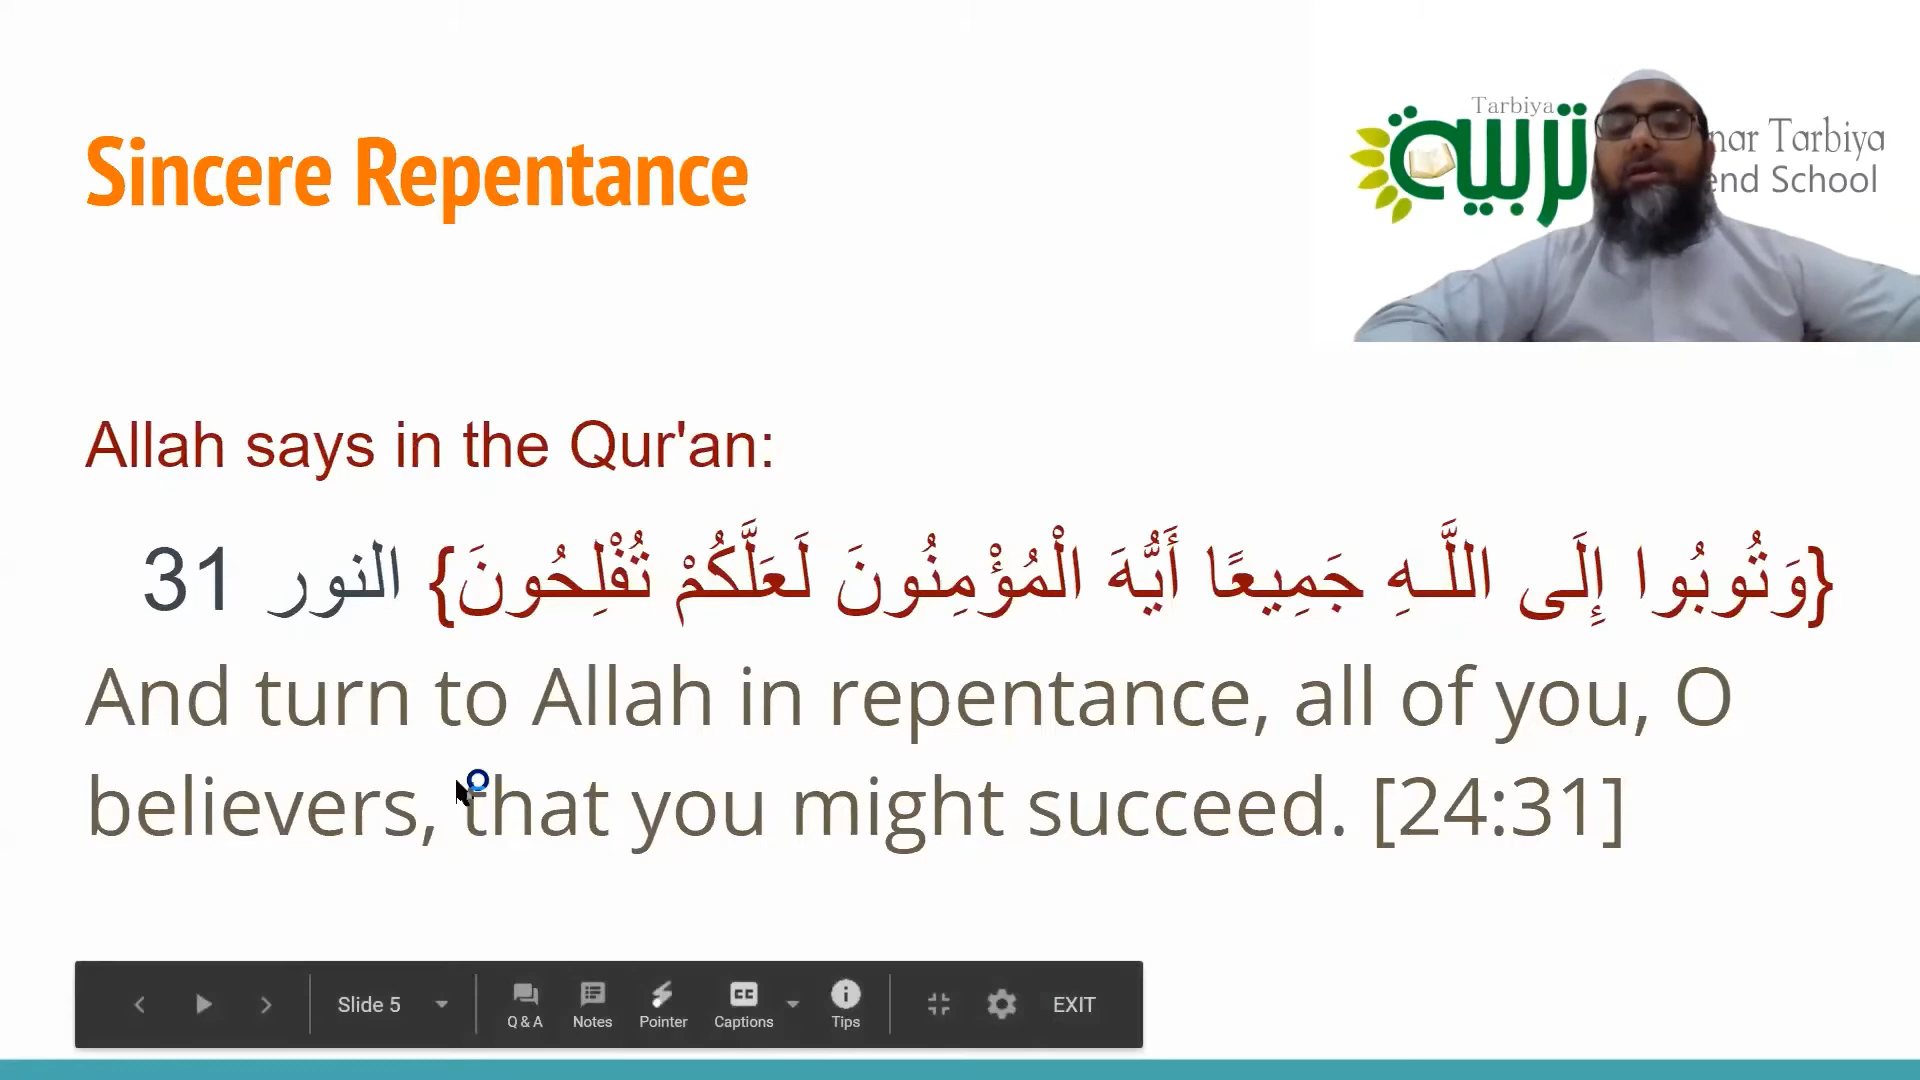 Sincere Repentance
Tarbiya
تربية
nar Tarbiya
end School
Allah says in the Qur'an:
{وَتُوبُوا إِلَى اللَّـهِ جَمِيعًا أَيُّهَ الْمُؤْمِنُونَ لَعَلَّكُمْ تُفْلِحُونَ} النور 31
And turn to Allah in repentance, all of you, O
believers, that you might succeed. [24:31]
Slide 5
Q & A
Notes
CC
Pointer
Captions
Tips
EXIT